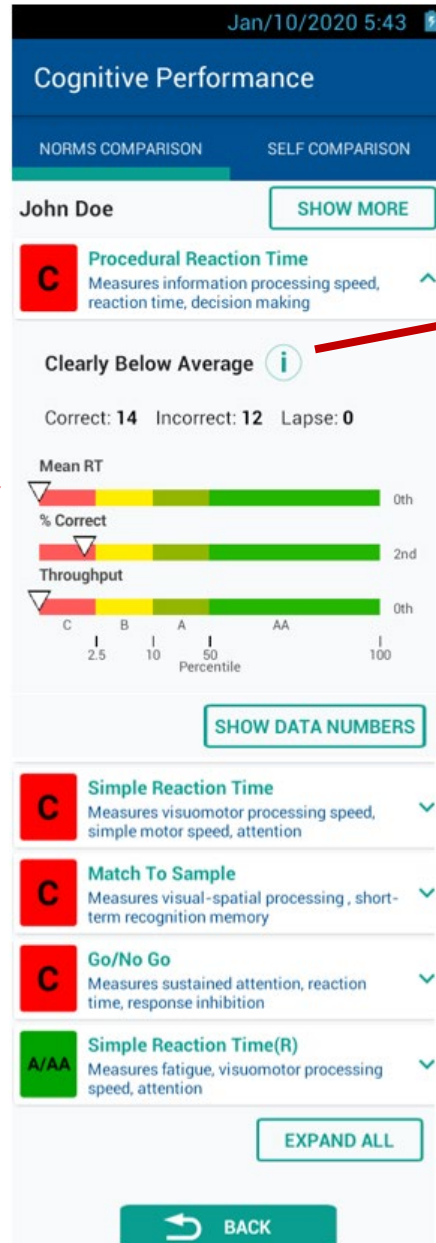 Jan/10/2020 5:43
Cognitive Performance
NORMS COMPARISON SELF COMPARISON
John Doe SHOW MORE
C Procedural Reaction Time
Measures information processing speed,
reaction time, decision making
Clearly Below Average i
Correct: 14 Incorrect: 12 Lapse: 0
Mean RT
0th
% Correct
2nd
Throughput
0th
C B A AA
2.5 10 50 100
Percentile
SHOW DATA NUMBERS
C Simple Reaction Time
Measures visuomotor processing speed,
simple motor speed, attention
C Match To Sample
Measures visual-spatial processing , short-
term recognition memory
C Go/No Go
Measures sustained attention, reaction
time, response inhibition
A/AA Simple Reaction Time(R)
Measures fatigue, visuomotor processing
speed, attention
EXPAND ALL
BACK